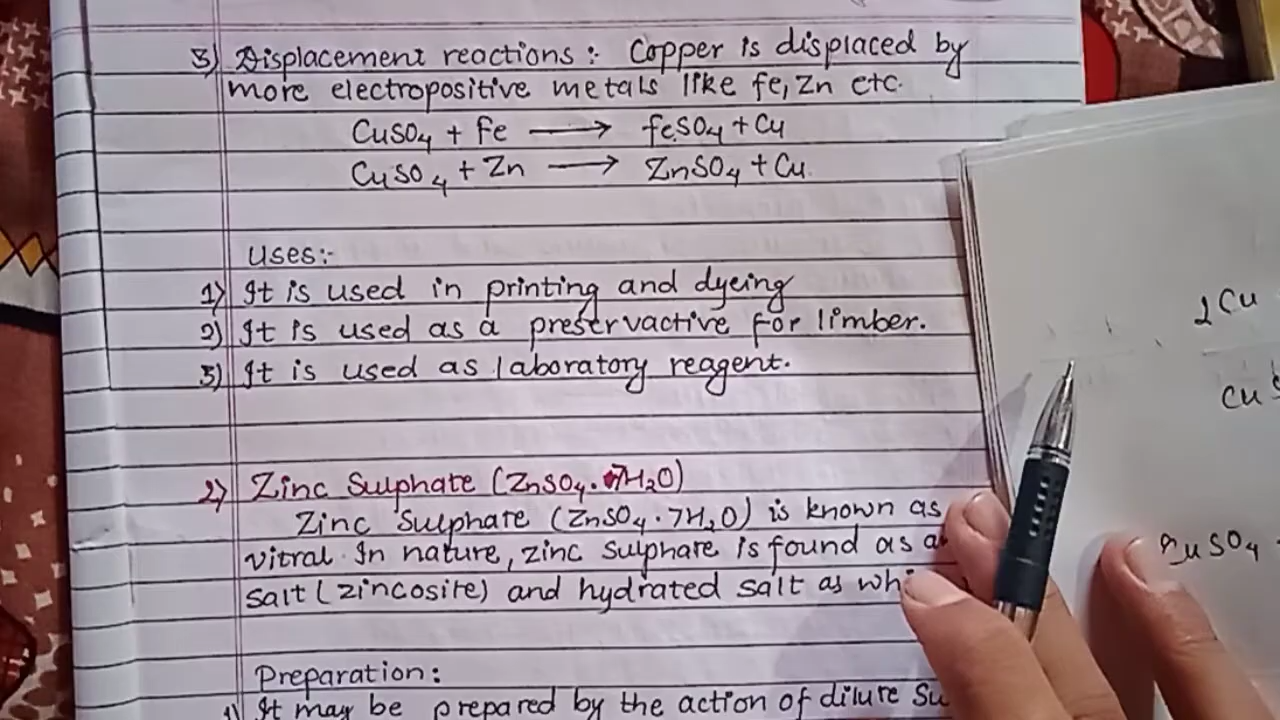 3) Displacement reactions: Copper is displaced by
more electropositive metals like fe, Zn etc.
CuSO4 + Fe → feSO4 + Cu
CuSO4 + Zn → ZnSO4 + Cu.
Uses:-
1) It is used in printing and dyeing
2) It is used as a preservactive for limber.
3) It is used as laboratory reagent.
2) Zinc Sulphate (ZnSO4.7H2O)
Zinc Sulphate (ZnSO4.7H2O) is known as
vitral. In nature, zinc sulphare is found as a
salt (zincosite) and hydrated salt as whi
Preparation:
1) It may be prepared by the action of dilute Su
2Cu
Cu
CuSO4